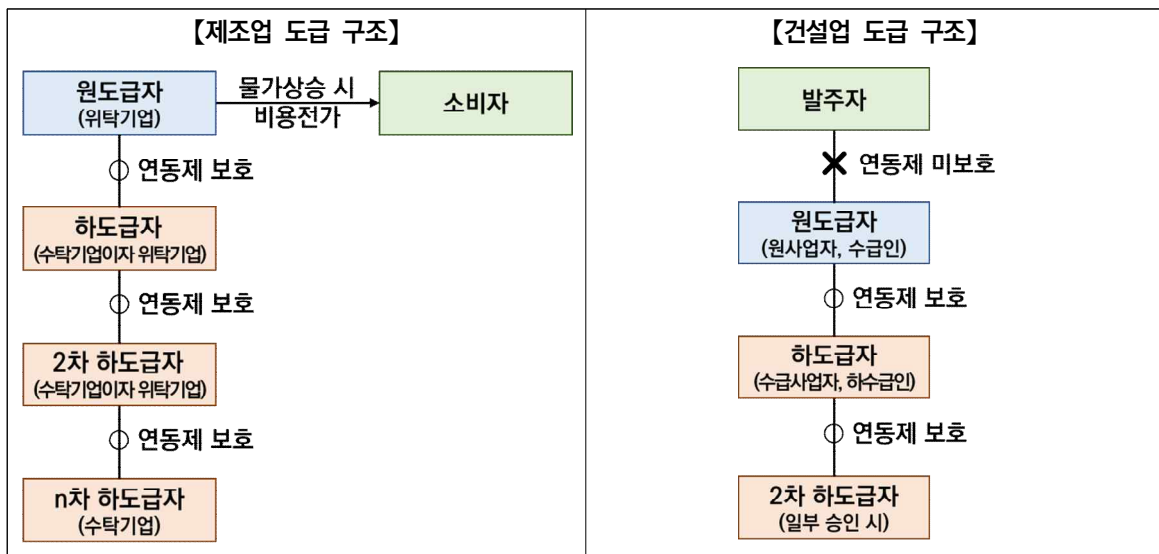 【제조업 도급 구조】
원도급자
(위탁기업)
물가상승 시
비용전가
소비자
연동제 보호
하도급자
(수탁기업이자 위탁기업)
연동제 보호
2차 하도급자
(수탁기업이자 위탁기업)
연동제 보호
n차 하도급자
(수탁기업)
【건설업 도급 구조】
발주자
연동제 미보호
원도급자
(원사업자, 수급인)
연동제 보호
하도급자
(수급사업자, 하수급인)
연동제 보호
2차 하도급자
(일부 승인 시)